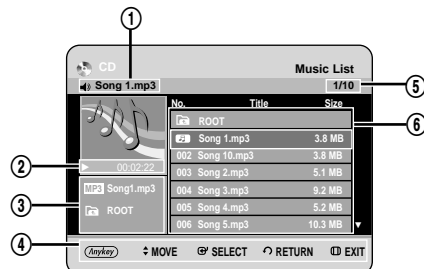 ①
CD
Music List
Song 1.mp3
1/10
⑤
No. Title Size
ROOT
⑥
Song 1.mp3 3.8 MB
002 Song 10.mp3 3.8 MB
② 00:02:22
003 Song 2.mp3 5.1 MB
MP3 Song1.mp3
004 Song 3.mp3 9.2 MB
③ ROOT
005 Song 4.mp3 5.2 MB
006 Song 5.mp3 10.3 MB
④ Anykey MOVE SELECT RETURN EXIT